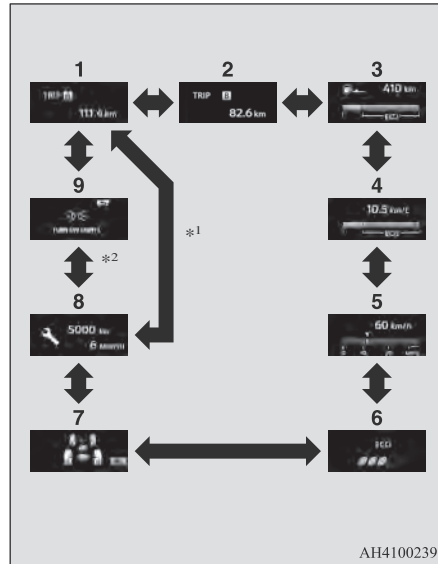 1
2
3
TRIP A
111.0 km
TRIP B
82.6 km
410 km
ECO
9
4
TURN ON LIGHTS
*1
10.5 km/L
ECO
*2
8
5
5000 km
6 MONTH
60 km/h
7
6
ECO
AH4100239